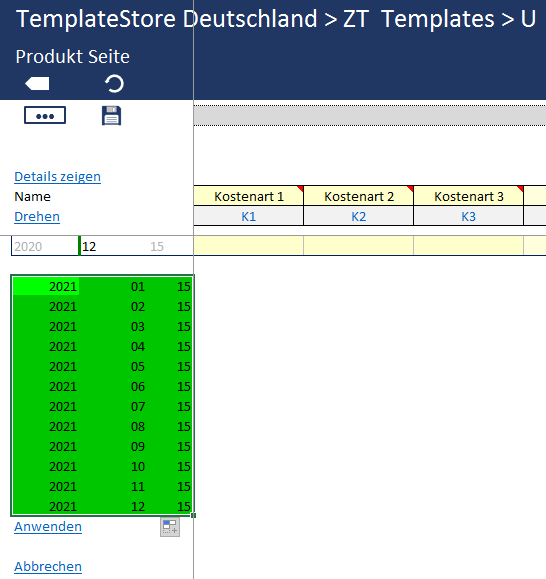 TemplateStore Deutschland > ZT Templates > U
Produkt Seite
Details zeigen
Name Kostenart 1 Kostenart 2 Kostenart 3
Drehen K1 K2 K3
2020 12 15
2021 01 15
2021 02 15
2021 03 15
2021 04 15
2021 05 15
2021 06 15
2021 07 15
2021 08 15
2021 09 15
2021 10 15
2021 11 15
2021 12 15
Anwenden
Abbrechen